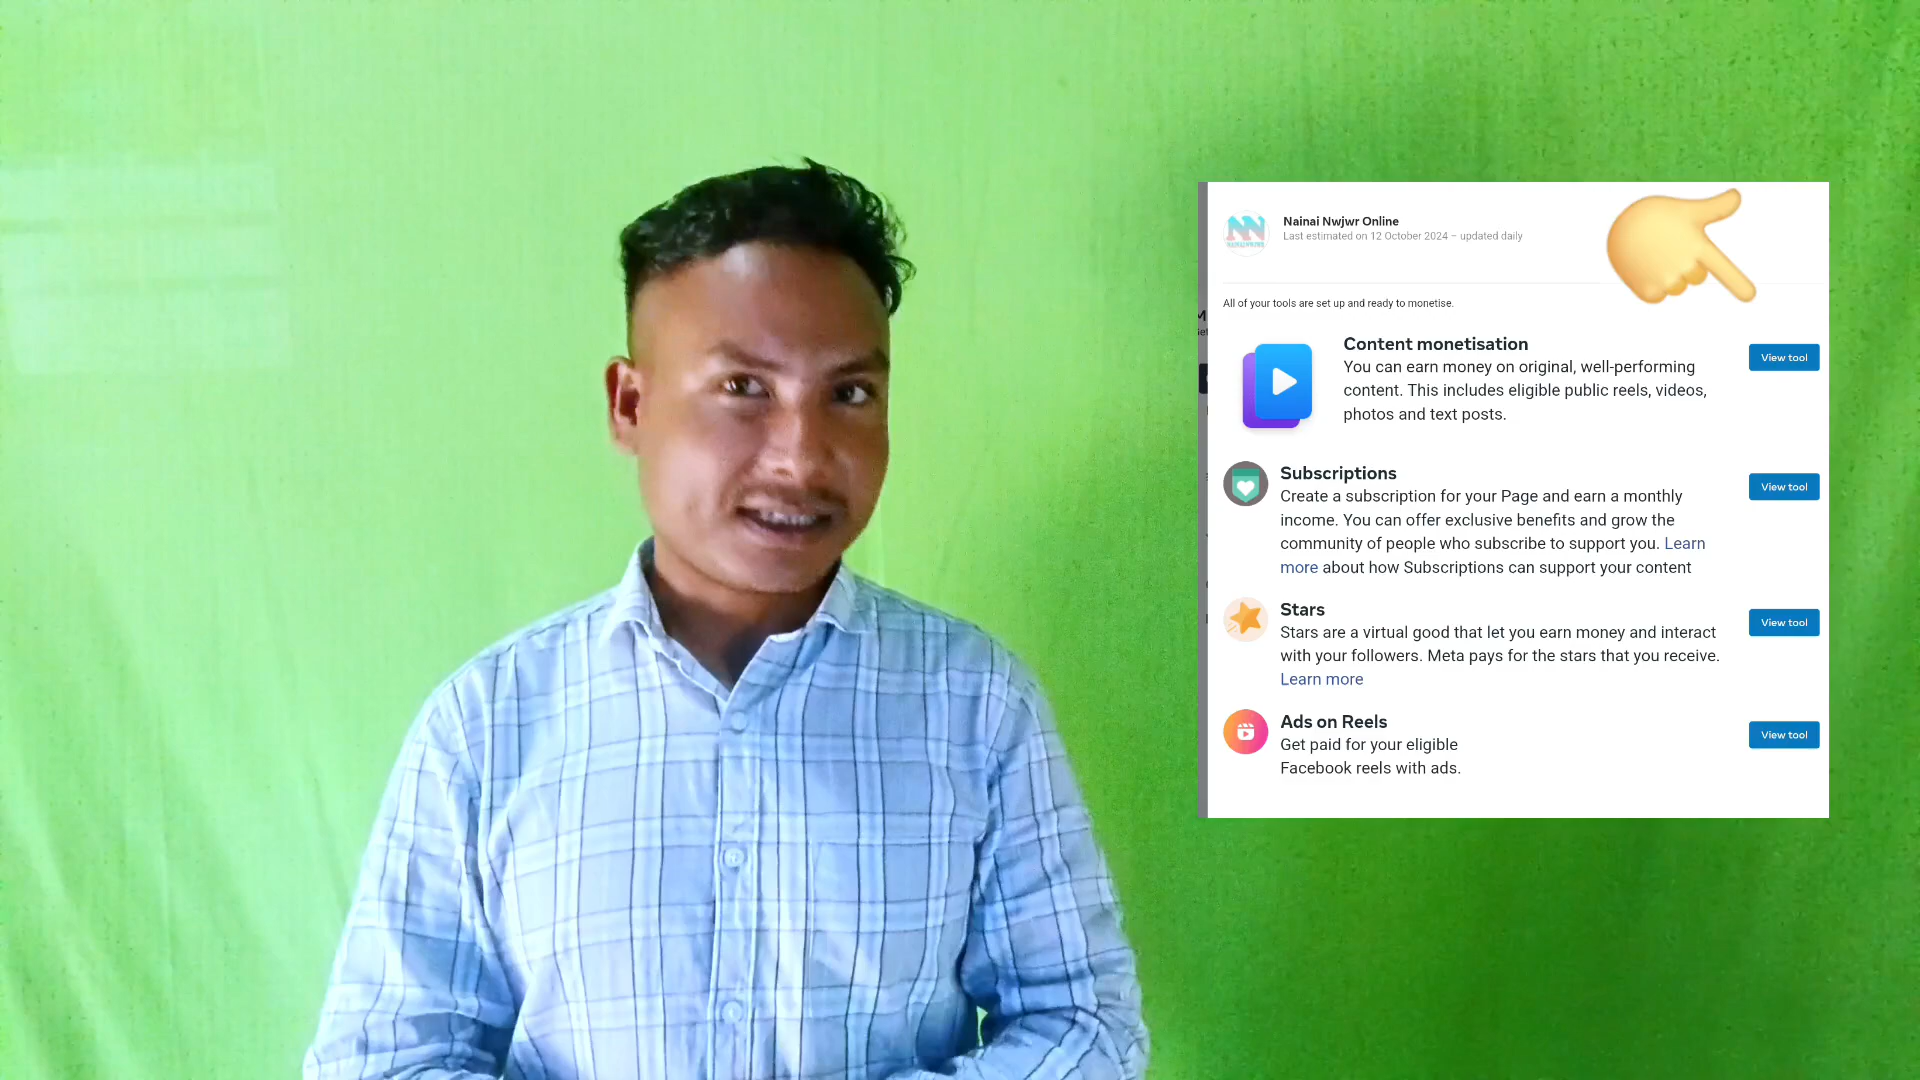 Nainai Nwjwr Online
Last estimated on 12 October 2024 – updated daily
All of your tools are set up and ready to monetise.
Content monetisation
You can earn money on original, well-performing
content. This includes eligible public reels, videos,
photos and text posts.
View tool
Subscriptions
Create a subscription for your Page and earn a monthly
income. You can offer exclusive benefits and grow the
community of people who subscribe to support you. Learn
more about how Subscriptions can support your content
View tool
Stars
Stars are a virtual good that let you earn money and interact
with your followers. Meta pays for the stars that you receive.
Learn more
View tool
Ads on Reels
Get paid for your eligible
Facebook reels with ads.
View tool